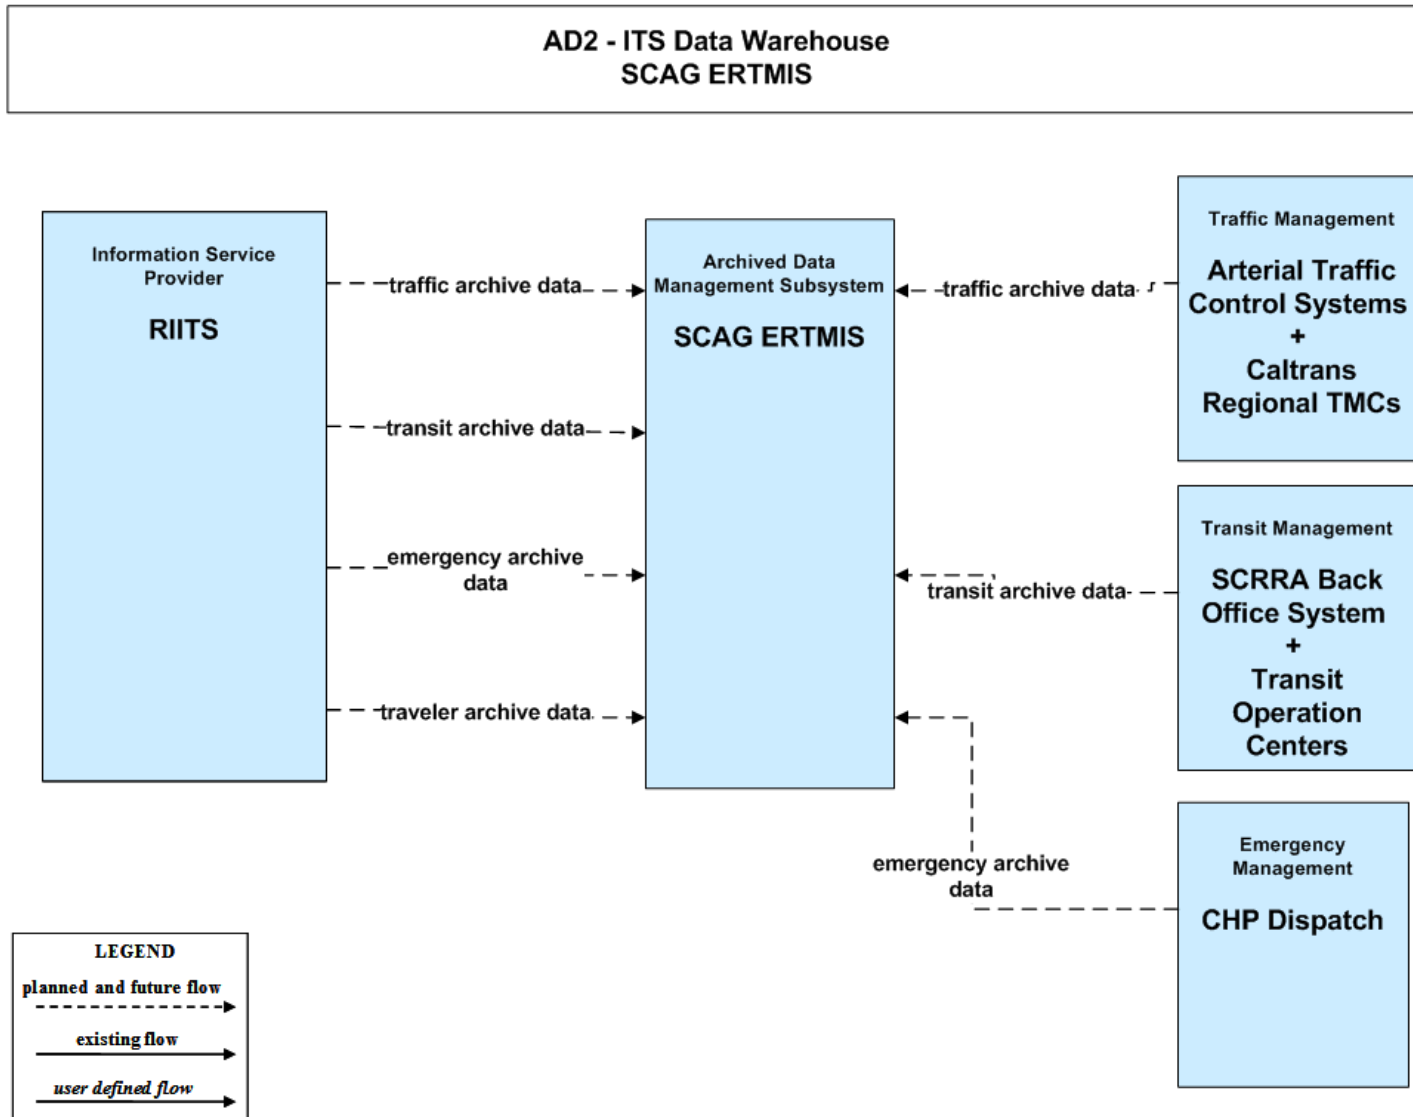 AD2 - ITS Data Warehouse
SCAG ERTMIS
Information Service
Provider
RIITS
traffic archive data
transit archive data
emergency archive
data
traveler archive data
Archived Data
Management Subsystem
SCAG ERTMIS
traffic archive data
transit archive data
emergency archive
data
Traffic Management
Arterial Traffic
Control Systems
+
Caltrans
Regional TMCs
Transit Management
SCRRA Back
Office System
+
Transit
Operation
Centers
Emergency
Management
CHP Dispatch
LEGEND
planned and future flow
existing flow
user defined flow